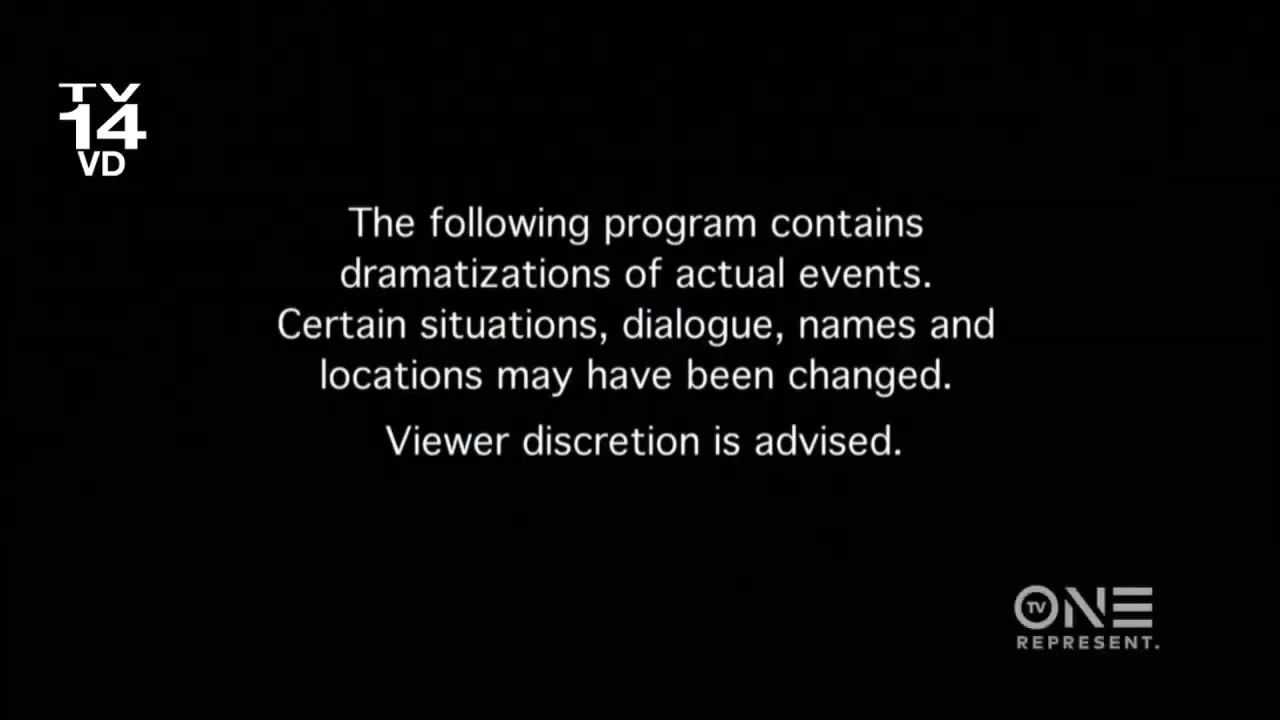 TV
14
VD
The following program contains
dramatizations of actual events.
Certain situations, dialogue, names and
locations may have been changed.
Viewer discretion is advised.
TV ONE
REPRESENT.